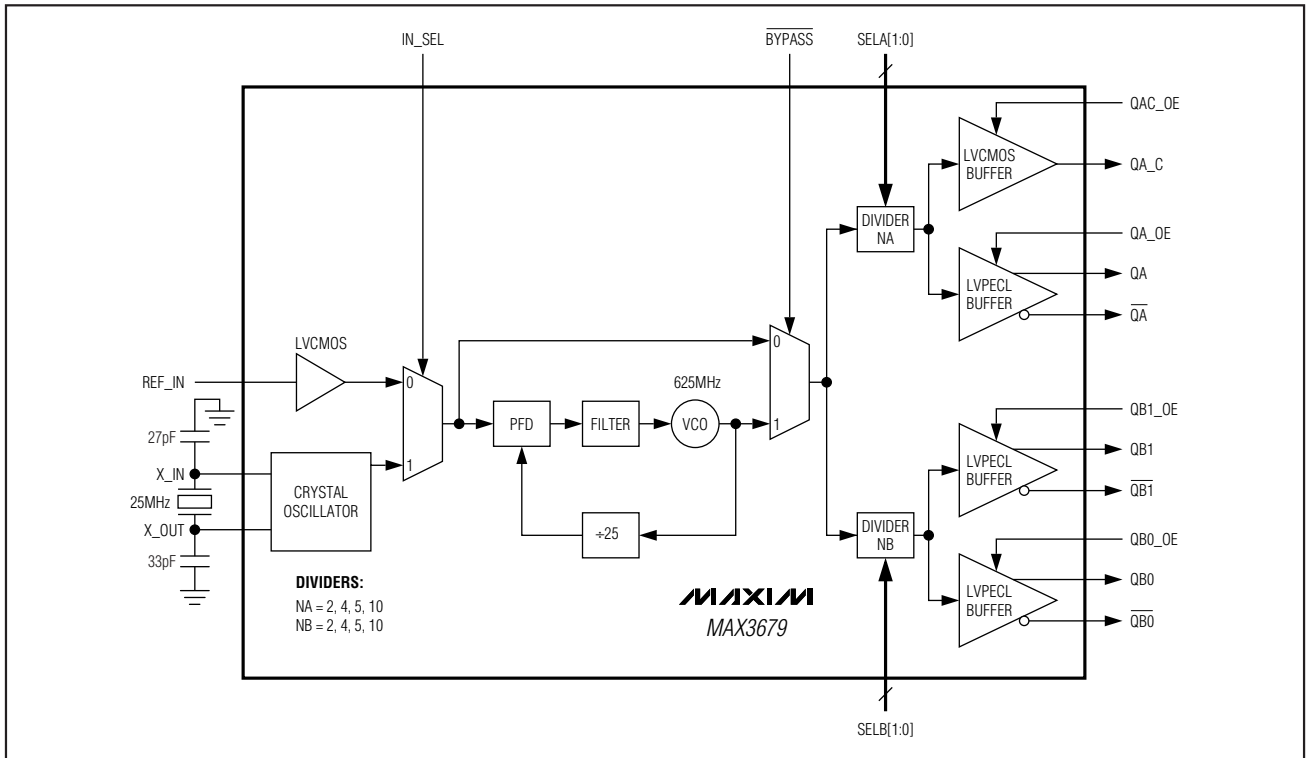 IN_SEL
BYPASS
SELA[1:0]
QAC_OE
LVCMOS
BUFFER
QA_C
DIVIDER
NA
QA_OE
QA
LVPECL
BUFFER
QA
LVCMOS
REF_IN
0
1
0
1
625MHz
PFD
FILTER
VCO
÷25
27pF
X_IN
25MHz
X_OUT
33pF
CRYSTAL
OSCILLATOR
QB1_OE
QB1
LVPECL
BUFFER
QB1
DIVIDER
NB
QB0_OE
QB0
LVPECL
BUFFER
QB0
DIVIDERS:
NA = 2, 4, 5, 10
NB = 2, 4, 5, 10
MAXIM
MAX3679
SELB[1:0]